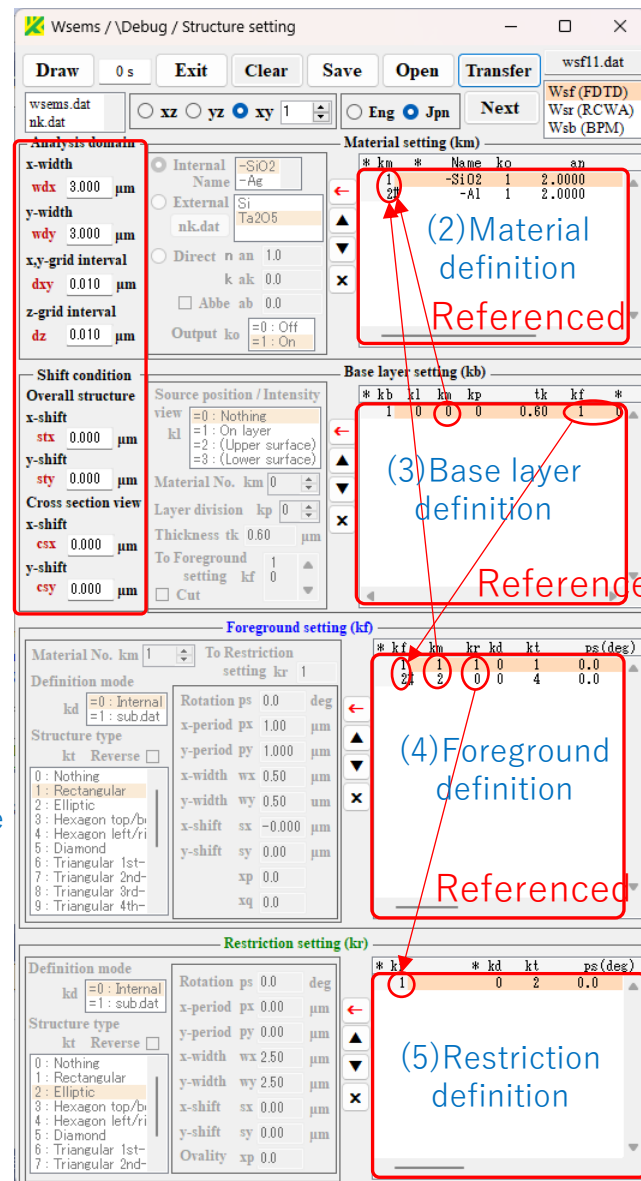 Wsems / \Debug / Structure setting
Draw 0 s Exit Clear Save Open Transfer wsf11.dat
wsems.dat
nk.dat
xz yz xy 1 Eng Jpn Next
Wsf (FDTD)
Wsr (RCWA)
Wsb (BPM)
Analysis domain
x-width
wdx 3.000 μm
y-width
wdy 3.000 μm
x,y-grid interval
dxy 0.010 μm
z-grid interval
dz 0.010 μm
Internal Name -SiO2
-Ag
External Si
nk.dat Ta2O5
Direct n an 1.0
k ak 0.0
Abbe ab 0.0
Output ko =0 : Off
=1 : On
Material setting (km)
* km * Name ko an
1 -SiO2 1 2.0000
2# -Al 1 2.0000
(2)Material
definition
Referenced
Shift condition
Overall structure
x-shift
stx 0.000 μm
y-shift
sty 0.000 μm
Cross section view
x-shift
csx 0.000 μm
y-shift
csy 0.000 μm
Source position / Intensity
view kl =0 : Nothing
=1 : On layer
=2 : (Upper surface)
=3 : (Lower surface)
Material No. km 0
Layer division kp 0
Thickness tk 0.60 μm
To Foreground 1
setting kf 0
Cut
Base layer setting (kb)
* kb kl km kp tk kf *
1 0 0 0 0.60 1 0
(3)Base layer
definition
Reference
Foreground setting (kf)
Material No. km 1 To Restriction
setting kr 1
Definition mode
kd =0 : Internal
=1 : sub.dat
Structure type
kt Reverse
0 : Nothing
1 : Rectangular
2 : Elliptic
3 : Hexagon top/b
4 : Hexagon left/ri
5 : Diamond
6 : Triangular 1st-
7 : Triangular 2nd-
8 : Triangular 3rd-
9 : Triangular 4th-
Rotation ps 0.0 deg
x-period px 1.00 μm
y-period py 1.000 μm
x-width wx 0.50 μm
y-width wy 0.50 um
x-shift sx -0.000 μm
y-shift sy 0.00 μm
xp 0.0
xq 0.0
* kf km kr kd kt ps(deg)
1 1 1 0 1 0.0
2# 2 0 0 4 0.0
(4)Foreground
definition
Referenced
e
Restriction setting (kr)
Definition mode
kd =0 : Internal
=1 : sub.dat
Structure type
kt Reverse
0 : Nothing
1 : Rectangular
2 : Elliptic
3 : Hexagon top/b
4 : Hexagon left/ri
5 : Diamond
6 : Triangular 1st-
7 : Triangular 2nd-
Rotation ps 0.0 deg
x-period px 0.00 μm
y-period py 0.00 μm
x-width wx 2.50 μm
y-width wy 2.50 μm
x-shift sx 0.00 μm
y-shift sy 0.00 μm
Ovality xp 0.0
* kr * kd kt ps(deg)
1 0 2 0.0
(5)Restriction
definition